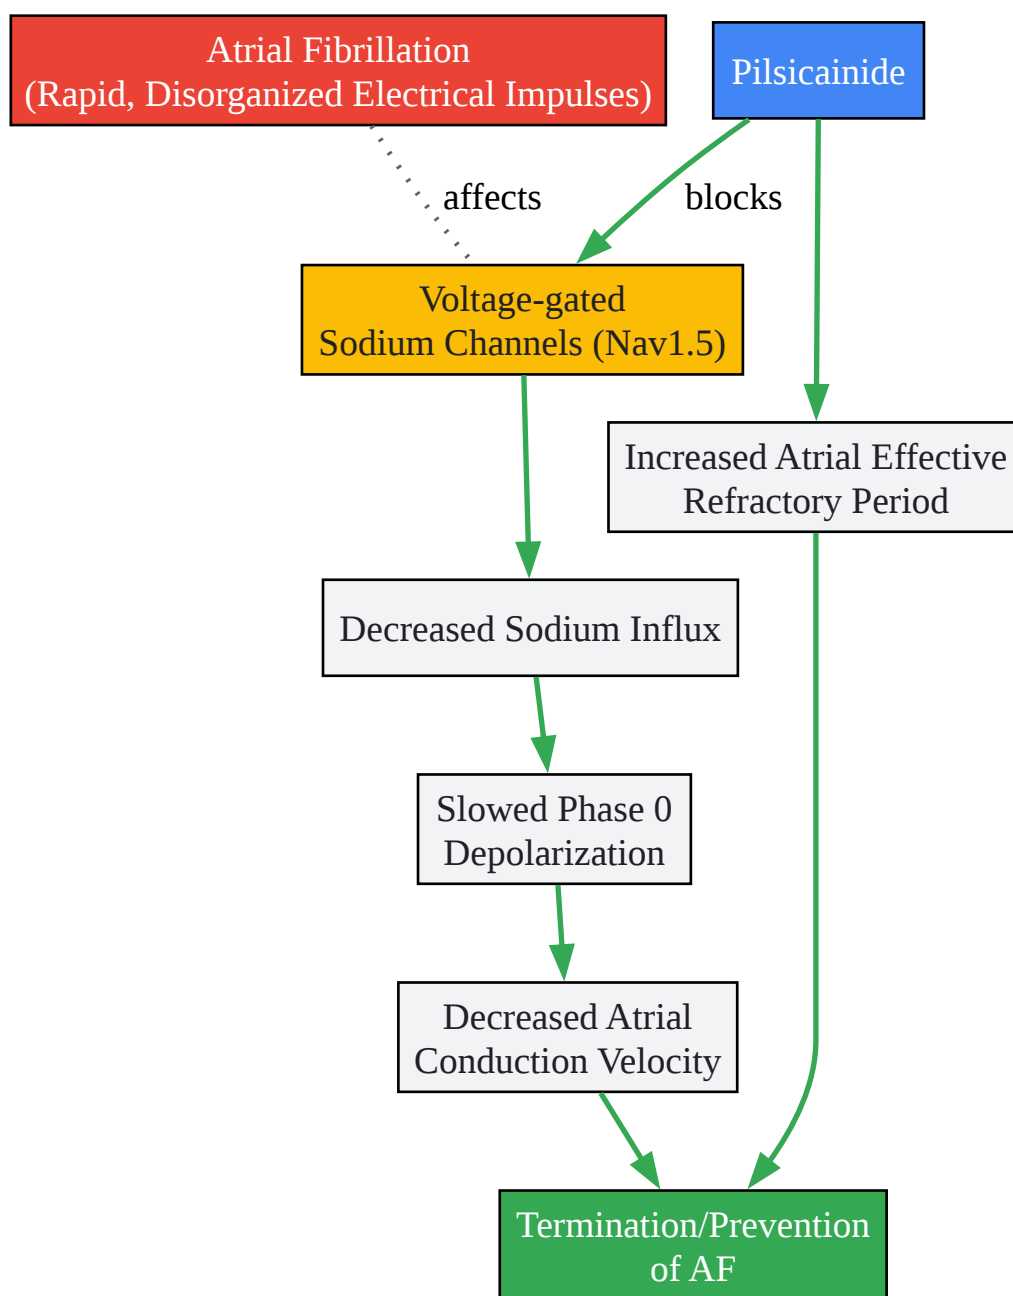 Atrial Fibrillation
(Rapid, Disorganized Electrical Impulses)
Pilsicainide
affects
blocks
Voltage-gated
Sodium Channels (Nav1.5)
Increased Atrial Effective
Refractory Period
Decreased Sodium Influx
Slowed Phase 0
Depolarization
Decreased Atrial
Conduction Velocity
Termination/Prevention
of AF